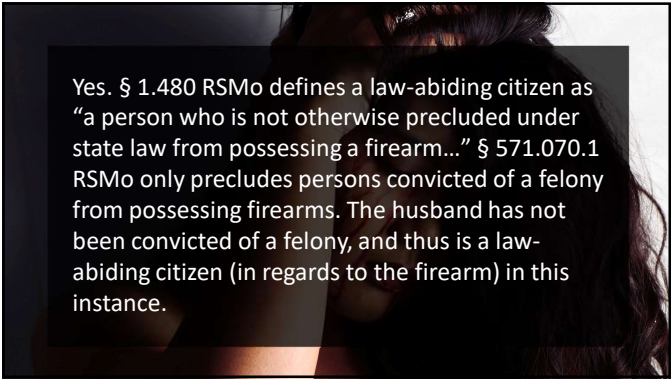 Yes. § 1.480 RSMo defines a law-abiding citizen as
“a person who is not otherwise precluded under
state law from possessing a firearm…” § 571.070.1
RSMo only precludes persons convicted of a felony
from possessing firearms. The husband has not
been convicted of a felony, and thus is a law-
abiding citizen (in regards to the firearm) in this
instance.